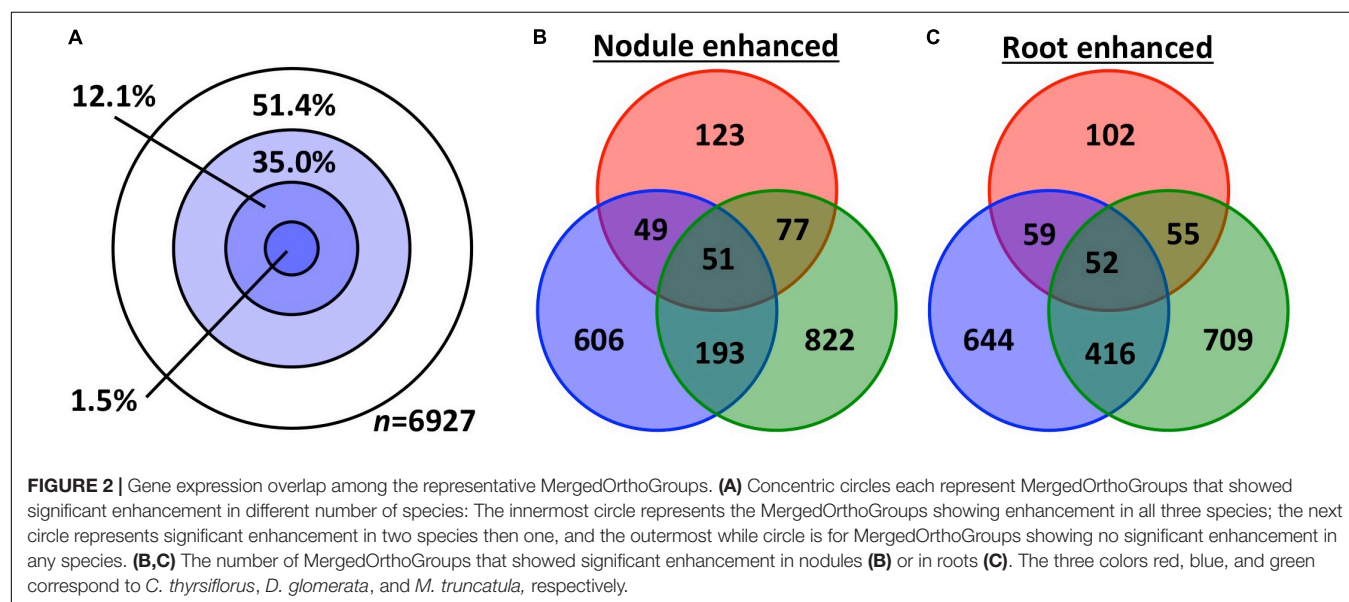 A
12.1%
51.4%
35.0%
1.5%
n=6927
B
Nodule enhanced
123
49
77
51
606
193
822
C
Root enhanced
102
59
55
52
644
416
709
FIGURE 2 | Gene expression overlap among the representative MergedOrthoGroups. (A) Concentric circles each represent MergedOrthoGroups that showed
significant enhancement in different number of species: The innermost circle represents the MergedOrthoGroups showing enhancement in all three species; the next
circle represents significant enhancement in two species then one, and the outermost while circle is for MergedOrthoGroups showing no significant enhancement in
any species. (B,C) The number of MergedOrthoGroups that showed significant enhancement in nodules (B) or in roots (C). The three colors red, blue, and green
correspond to C. thyrsiflorus, D. glomerata, and M. truncatula, respectively.